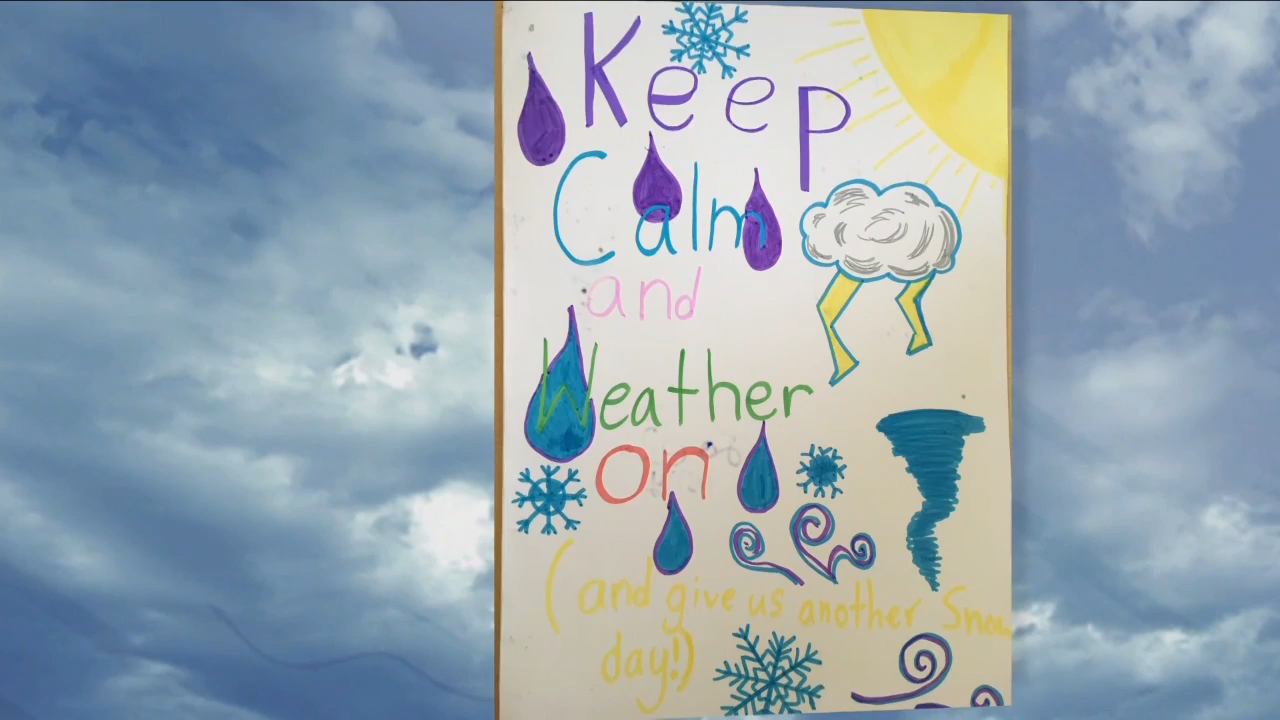 Keep
Calm
and
Weather
on
(and give us another Snow
day!)